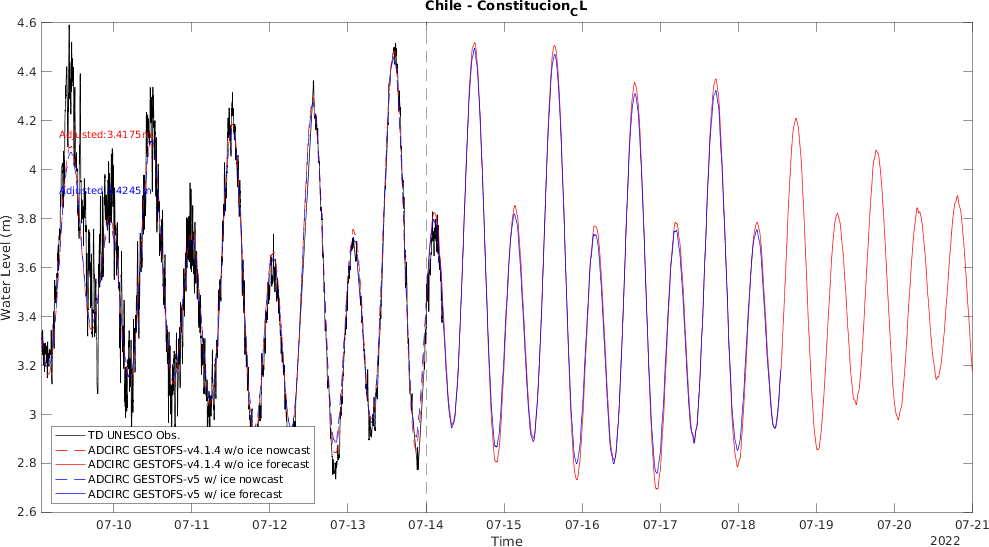 Chile - Constitucion_CL
4.6
4.4
4.2
4
3.8
3.6
3.4
3.2
3
2.8
2.6
Water Level (m)
Adjusted:3.4175m
Adjusted:3.4245m
TD UNESCO Obs.
ADCIRC GESTOFS-v4.1.4 w/o ice nowcast
ADCIRC GESTOFS-v4.1.4 w/o ice forecast
ADCIRC GESTOFS-v5 w/ ice nowcast
ADCIRC GESTOFS-v5 w/ ice forecast
07-10 07-11 07-12 07-13 07-14 07-15 07-16 07-17 07-18 07-19 07-20 07-21
Time
2022